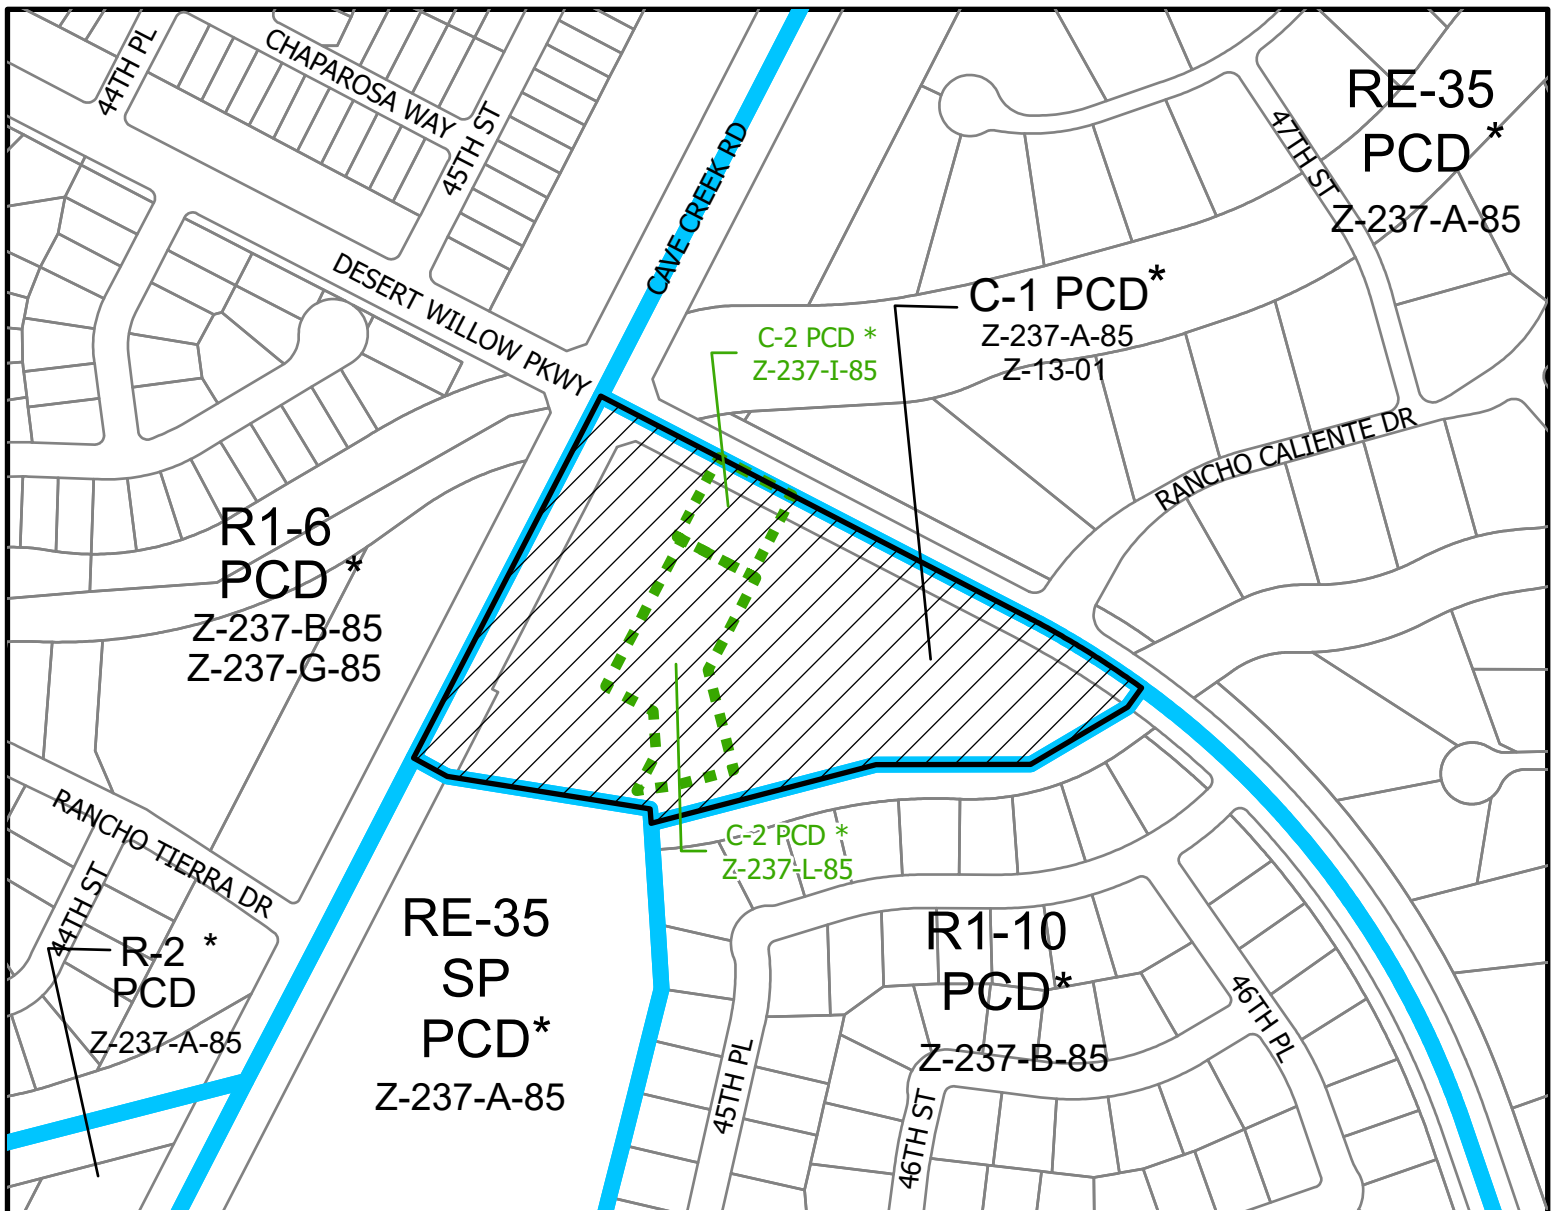 44TH PL
CHAPAROSA WAY
45TH ST
CAVE CREEK RD
DESERT WILLOW PKWY
47TH ST
RE-35
PCD *
Z-237-A-85
C-1 PCD*
Z-237-A-85
Z-13-01
C-2 PCD *
Z-237-I-85
RANCHO CALIENTE DR
R1-6
PCD *
Z-237-B-85
Z-237-G-85
RANCHO TIERRA DR
44TH ST
R-2 *
PCD
Z-237-A-85
C-2 PCD *
Z-237-L-85
RE-35
SP
PCD*
Z-237-A-85
R1-10
PCD*
Z-237-B-85
45TH PL
46TH ST
46TH PL